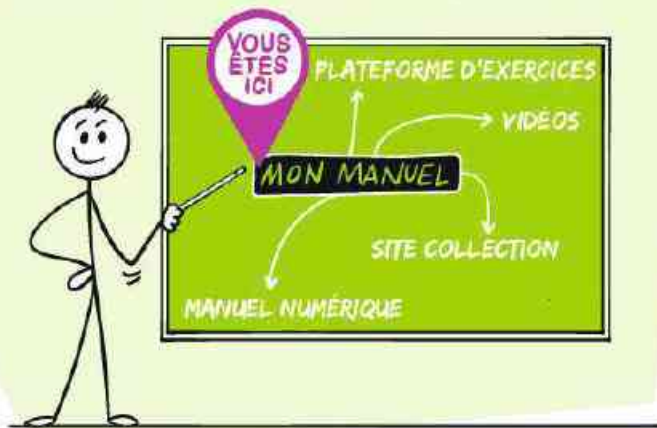 VOUS
ÊTES
ICI
PLATEFORME D'EXERCICES
VIDÉOS
MON MANUEL
SITE COLLECTION
MANUEL NUMÉRIQUE